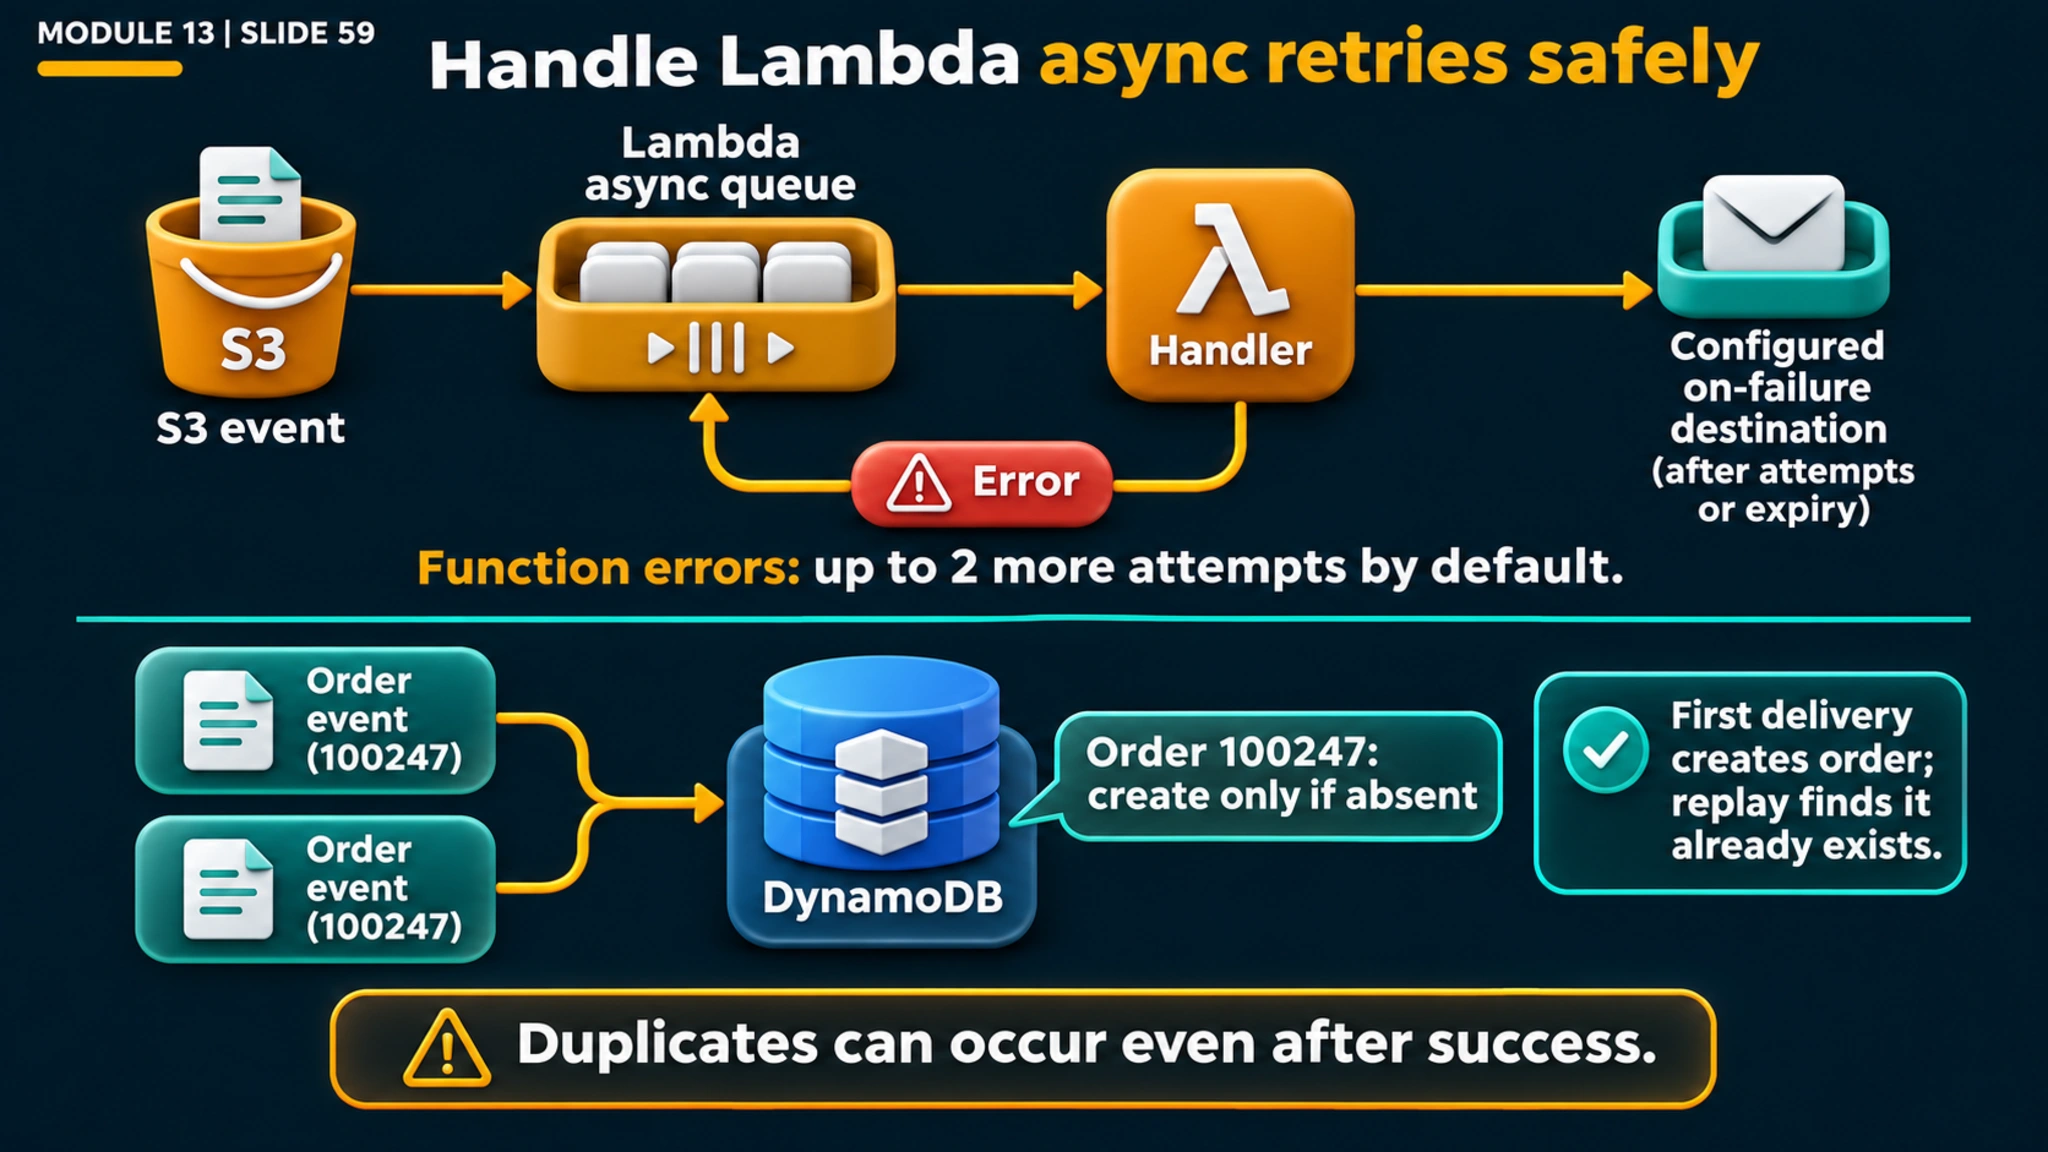 MODULE 13 | SLIDE 59
Handle Lambda async retries safely
Lambda
async queue
S3
S3 event
Handler
Error
Configured
on-failure
destination
(after attempts
or expiry)
Function errors: up to 2 more attempts by default.
Order
event
(100247)
Order
event
(100247)
DynamoDB
Order 100247:
create only if absent
First delivery
creates order;
replay finds it
already exists.
Duplicates can occur even after success.